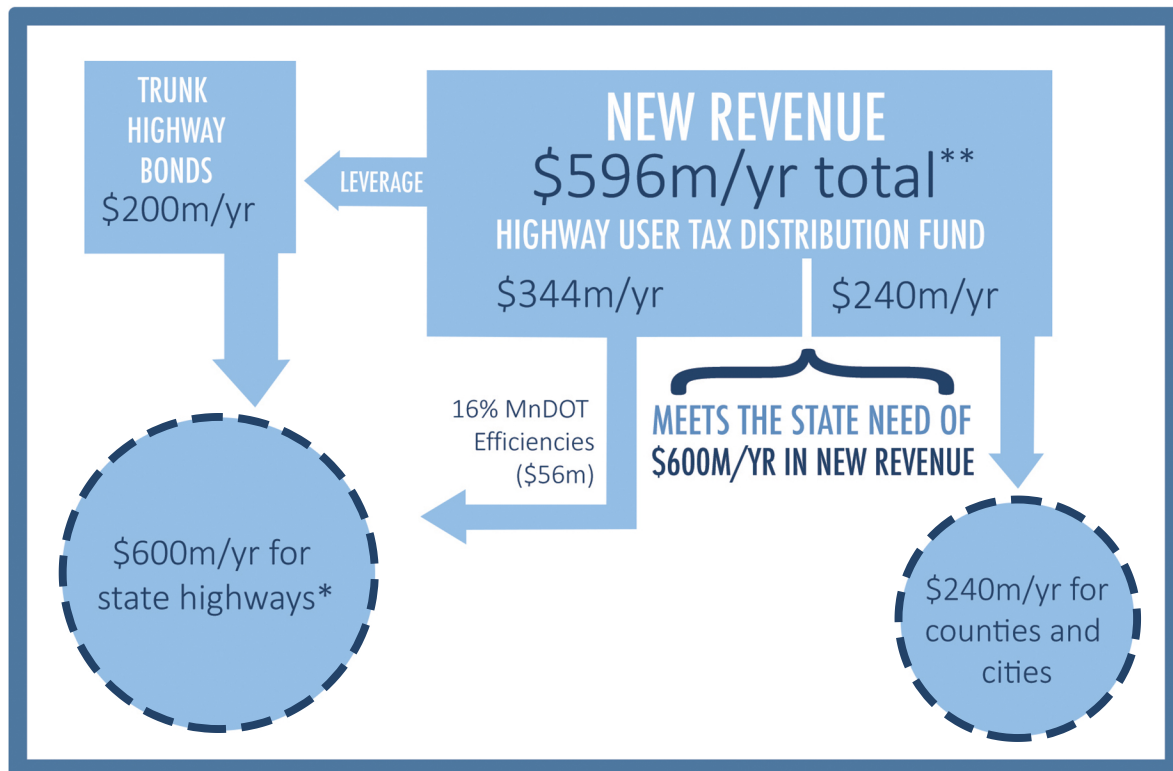 TRUNK
HIGHWAY
BONDS
$200m/yr
LEVERAGE
NEW REVENUE
$596m/yr total**
HIGHWAY USER TAX DISTRIBUTION FUND
$344m/yr
$240m/yr
16% MnDOT
Efficiencies
($56m)
MEETS THE STATE NEED OF
$600M/YR IN NEW REVENUE
$600m/yr for
state highways*
$240m/yr for
counties and
cities